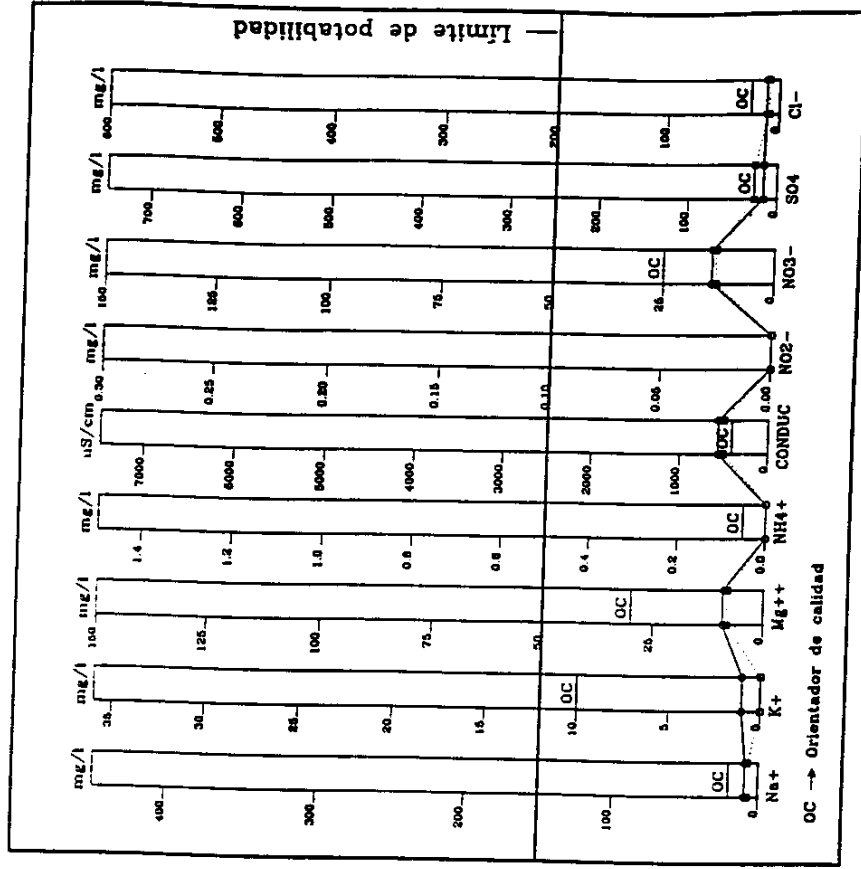 Límite de potabilidad
mg/l
400
300
200
100
OC
0
Na+
mg/l
35
30
25
20
15
10
OC
5
0
K+
mg/l
150
125
100
75
50
25
OC
0
Mg++
mg/l
1.4
1.2
1.0
0.8
0.6
0.4
0.2
OC
0.0
NH4+
uS/cm
7000
6000
5000
4000
3000
2000
1000
OC
0
CONDUC
mg/l
0.30
0.25
0.20
0.15
0.10
0.05
0.00
NO2-
mg/l
150
125
100
75
50
25
OC
0
NO3-
mg/l
700
600
500
400
300
200
100
OC
0
SO4
mg/l
600
500
400
300
200
100
OC
0
Cl-
OC → Orientador de calidad